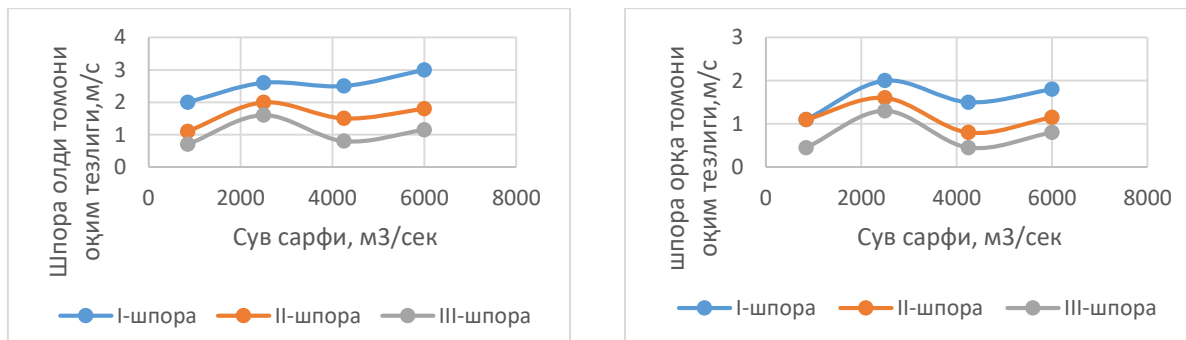 Шпора олди томони
оқим тезлиги,м/с
4
3
2
1
0
0 2000 4000 6000 8000
Сув сарфи, м3/сек
I-шпора II-шпора III-шпора
шпора орқа томони
оқим тезлиги,м/с
3
2
1
0
0 2000 4000 6000 8000
Сув сарфи, м3/сек
I-шпора II-шпора III-шпора